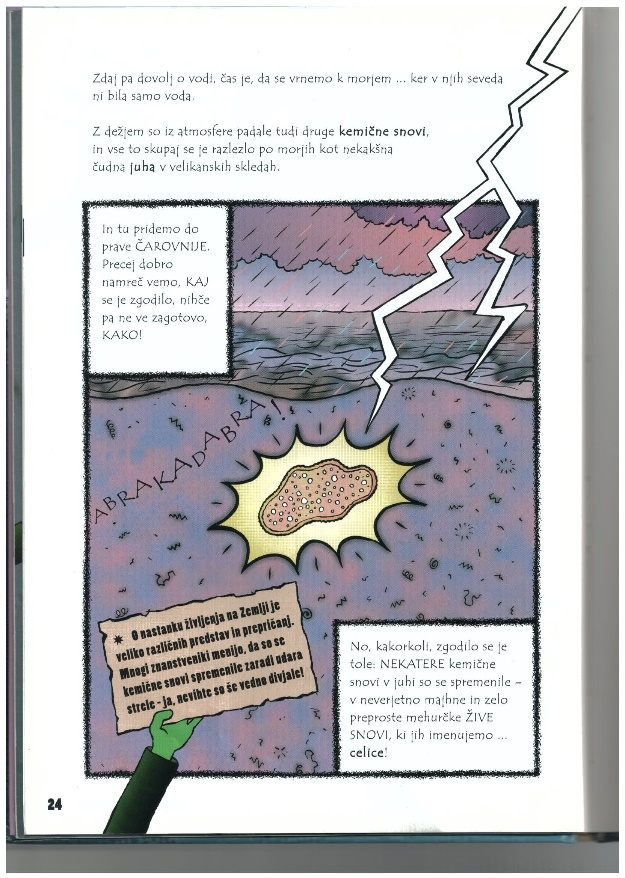 Zdaj pa dovolj o vodi, čas je, da se vrnemo k morjem ... ker v njih seveda
ni bila samo voda.
Z dežjem so iz atmosfere padale tudi druge kemične snovi,
in vse to skupaj se je razlezlo po morjih kot nekakšna
čudna juha v velikanskih skledah.
In tu pridemo do
prave ČAROVNIJE.
Precej dobro
namreč vemo, KAJ
se je zgodilo, nihče
pa ne ve zagotovo,
KAKO!
ABRAKADABRA!
* O nastanku življenja na Zemlji je
veliko različnih predstav in prepričanj.
Mnogi znanstveniki menijo, da so se
kemične snovi spremenile zaradi udara
strele - ja, nevihte so še vedno divjale!
No, kakorkoli, zgodilo se je
tole: NEKATERE kemične
snovi v juhi so se spremenile –
v neverjetno majhne in zelo
preproste mehurčke ŽIVE
SNOVI, ki jih imenujemo ...
celice!
24